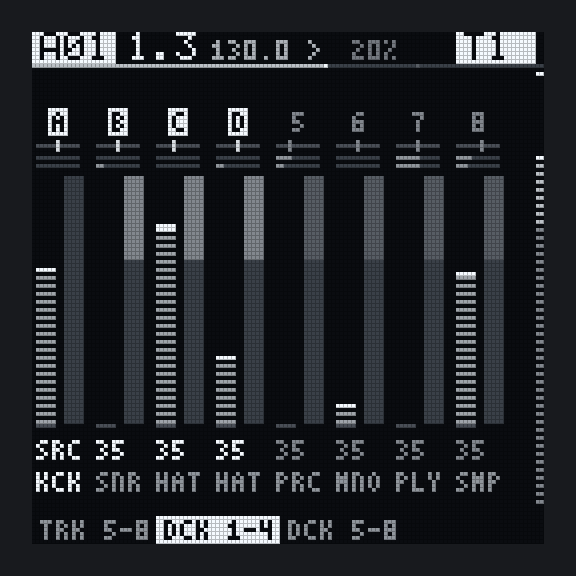 A01 1.3 130.0 > 20% T1
A B C D 5 6 7 8
SRC 35 35 35 35 35 35 35
KCK SNR HAT HAT PRC MNO PLY SMP
TRK 5-8 DCK 1-4 DCK 5-8